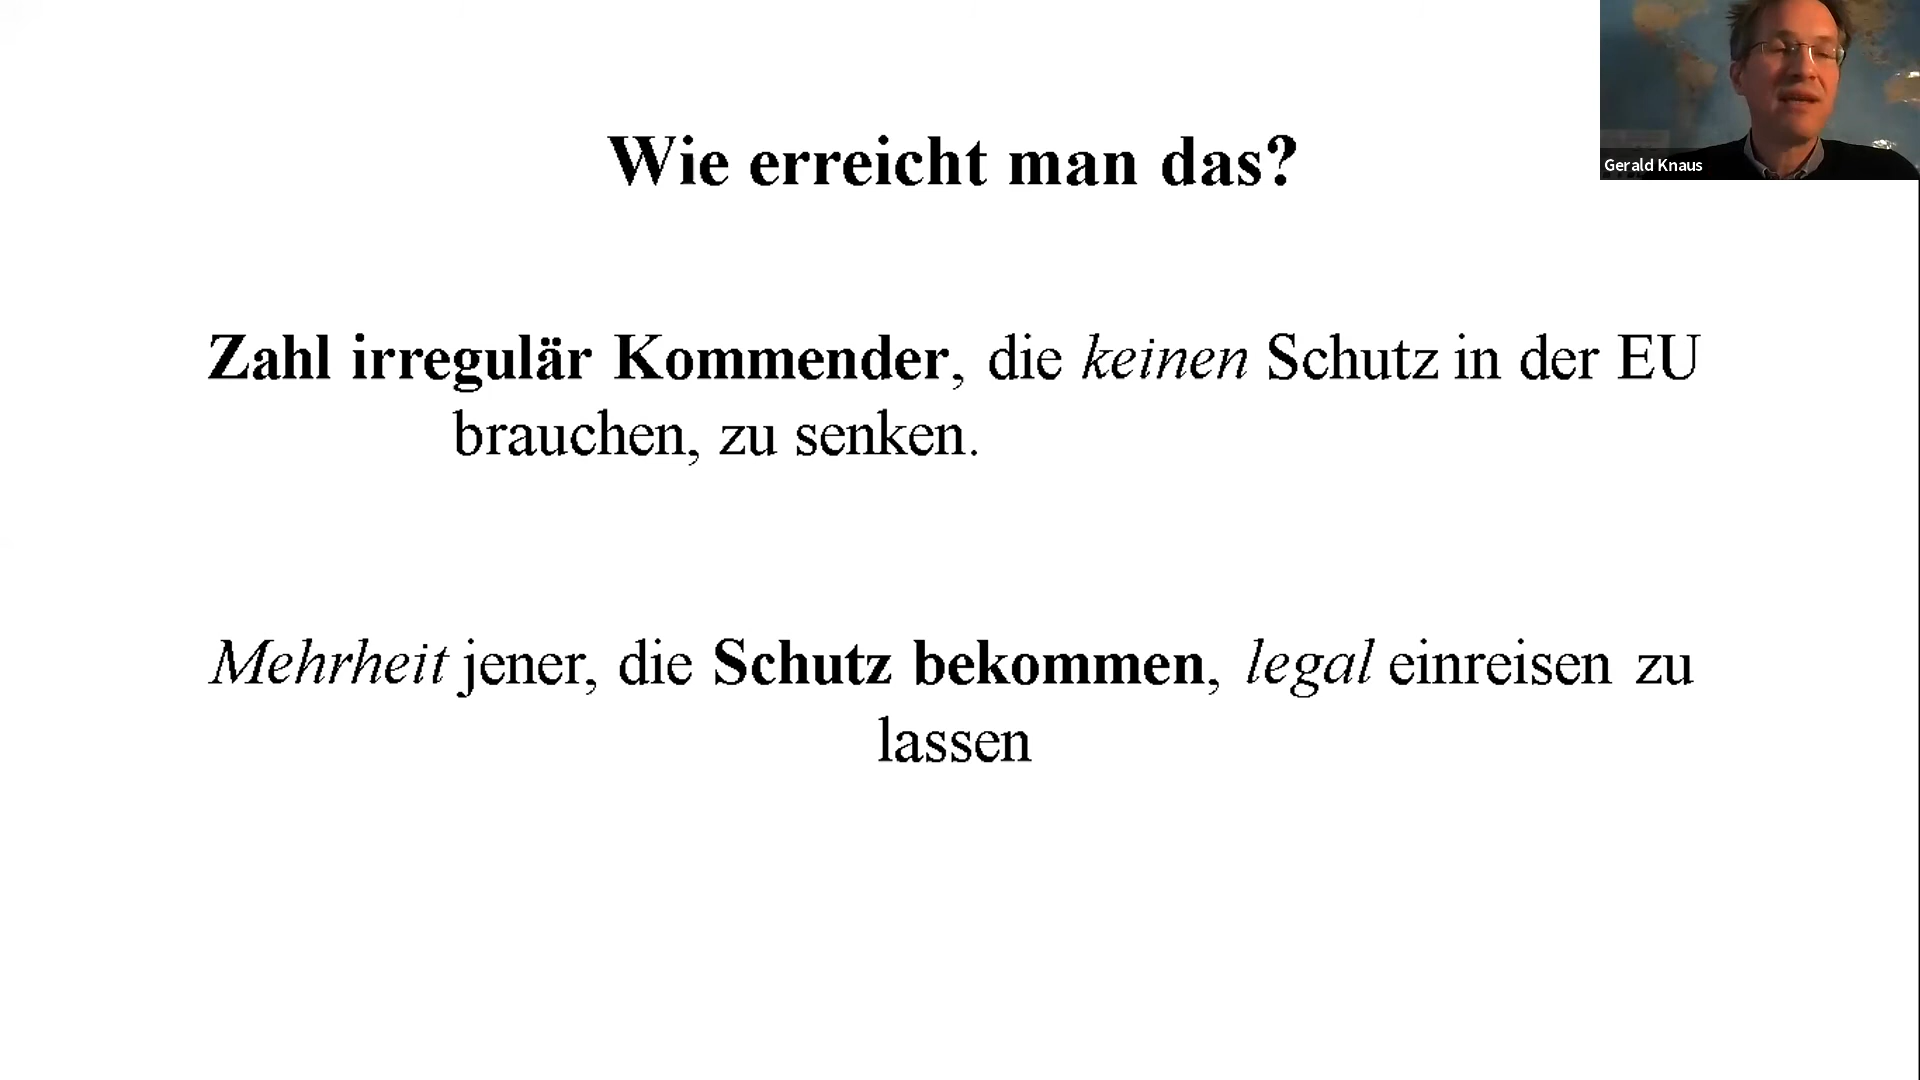 Wie erreicht man das?
Gerald Knaus
Zahl irregulär Kommender, die keinen Schutz in der EU
brauchen, zu senken.
Mehrheit jener, die Schutz bekommen, legal einreisen zu
lassen